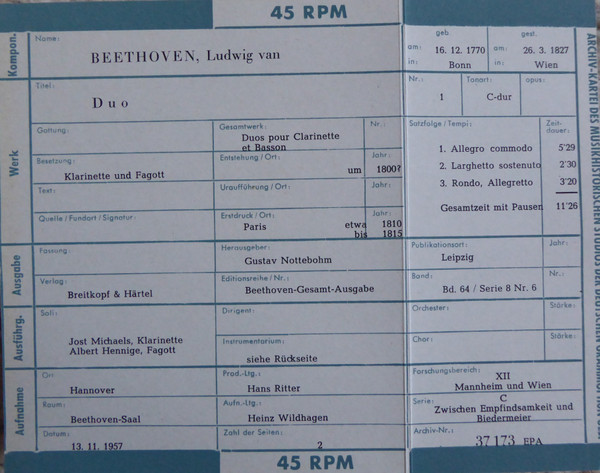 45 RPM
Kompon.
Name:
BEETHOVEN, Ludwig van
geb. gest.
am: 16. 12. 1770 am: 26. 3. 1827
in: Bonn in: Wien
Werk
Titel:
Duo
Nr.: Tonart: opus:
1 C-dur
Gattung:
Gesamtwerk: Nr.:
Duos pour Clarinette
et Basson
Satzfolge / Tempi: Zeit-
dauer:
1. Allegro commodo 5'29
2. Larghetto sostenuto 2'30
3. Rondo, Allegretto 3'20
Gesamtzeit mit Pausen 11'26
Besetzung:
Klarinette und Fagott
Entstehung / Ort: Jahr:
um 1800?
Text:
Uraufführung / Ort: Jahr:
Quelle / Fundort / Signatur:
Erstdruck / Ort: Jahr:
Paris etwa 1810
bis 1815
Ausgabe
Fassung:
Herausgeber:
Gustav Nottebohm
Publikationsort: Jahr:
Leipzig
Verlag:
Breitkopf & Härtel
Editionsreihe / Nr.:
Beethoven-Gesamt-Ausgabe
Band: Nr.:
Bd. 64 / Serie 8 Nr. 6
Ausführg.
Soli:
Jost Michaels, Klarinette
Albert Hennige, Fagott
Dirigent:
Instrumentarium:
siehe Rückseite
Orchester: Stärke:
Chor: Stärke:
Aufnahme
Ort:
Hannover
Prod.-Ltg.:
Hans Ritter
Forschungsbereich:
XII
Mannheim und Wien
Raum:
Beethoven-Saal
Aufn.-Ltg.:
Heinz Wildhagen
Serie: C
Zwischen Empfindsamkeit und
Biedermeier
Datum:
13. 11. 1957
Zahl der Seiten:
2
Archiv-Nr.:
37 173 EPA
45 RPM
ARCHIV-KARTEI DES MUSIKHISTORISCHEN STUDIOS DER DEUTSCHEN